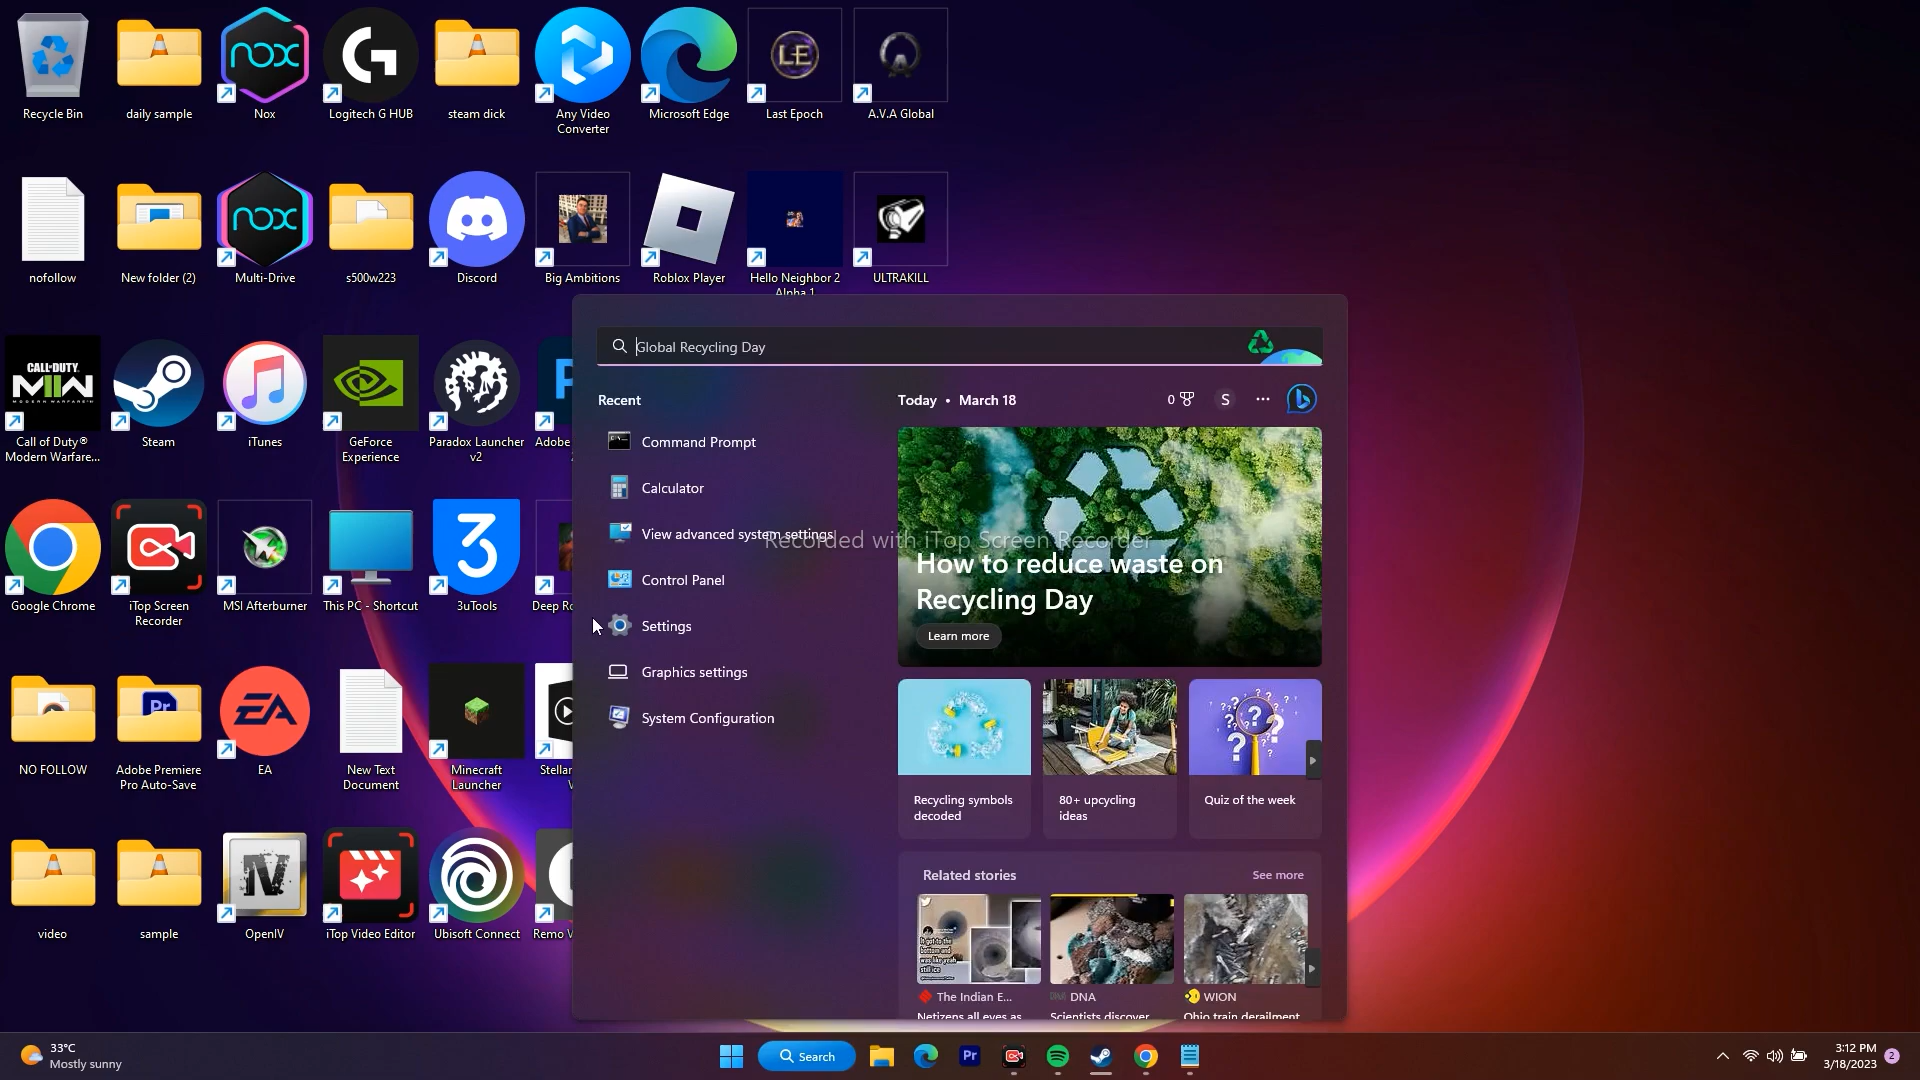 Recycle Bin
daily sample
Nox
Logitech G HUB
steam dick
Any Video
Converter
Microsoft Edge
Last Epoch
A.V.A Global
nofollow
New folder (2)
Multi-Drive
s500w223
Discord
Big Ambitions
Roblox Player
Hello Neighbor 2
Alpha 1
ULTRAKILL
Call of Duty®
Modern Warfare...
Steam
iTunes
GeForce
Experience
Paradox Launcher
v2
Adobe
Google Chrome
iTop Screen
Recorder
MSI Afterburner
This PC - Shortcut
3uTools
Deep Ro
NO FOLLOW
Adobe Premiere
Pro Auto-Save
EA
New Text
Document
Minecraft
Launcher
Stellar
video
sample
OpenIV
iTop Video Editor
Ubisoft Connect
Remo
Global Recycling Day
Recent
Command Prompt
Calculator
View advanced system settings
Control Panel
Settings
Graphics settings
System Configuration
Today • March 18
0
S
Recorded with iTop Screen Recorder
How to reduce waste on
Recycling Day
Learn more
Recycling symbols
decoded
80+ upcycling
ideas
Quiz of the week
Related stories
See more
The Indian E...
Netizens all eyes as
DNA
Scientists discover
WION
Ohio train derailment
33°C
Mostly sunny
Search
Pr
3:12 PM
3/18/2023
2